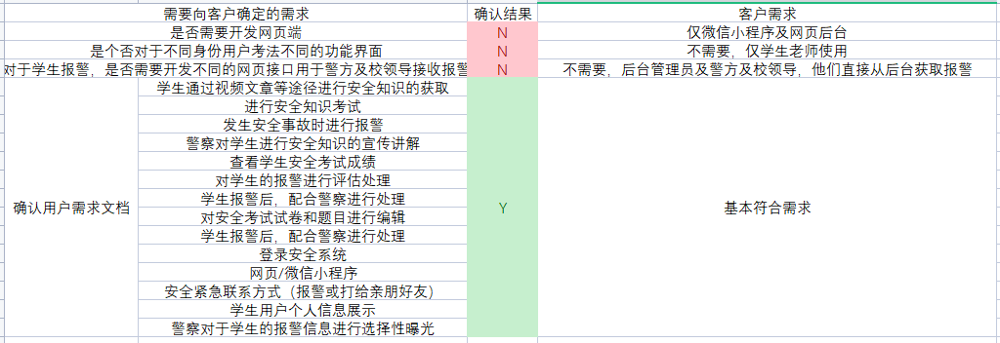 需要向客户确定的需求 确认结果 客户需求
是否需要开发网页端 N 仅微信小程序及网页后台
是个否对于不同身份用户考法不同的功能界面 N 不需要，仅学生老师使用
对于学生报警，是否需要开发不同的网页接口用于警方及校领导接收报警 N 不需要，后台管理员及警方及校领导，他们直接从后台获取报警
学生通过视频文章等途径进行安全知识的获取
进行安全知识考试
发生安全事故时进行报警
警察对学生进行安全知识的宣传讲解
查看学生安全考试成绩
对学生的报警进行评估处理
学生报警后，配合警察进行处理
确认用户需求文档 Y 基本符合需求
对安全考试试卷和题目进行编辑
学生报警后，配合警察进行处理
登录安全系统
网页/微信小程序
安全紧急联系方式（报警或打给亲朋好友）
学生用户个人信息展示
警察对于学生的报警信息进行选择性曝光